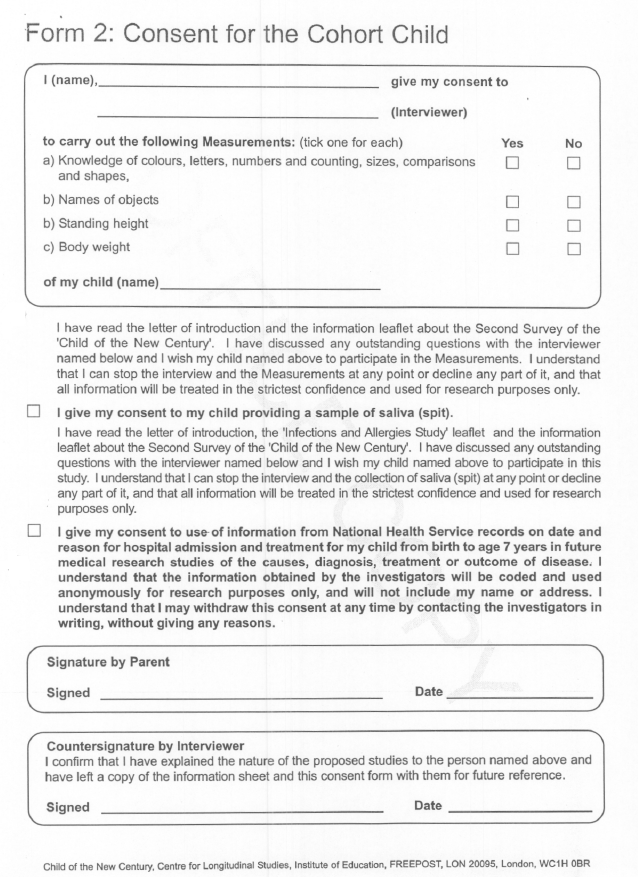 Form 2: Consent for the Cohort Child
I (name), give my consent to
(Interviewer)
to carry out the following Measurements: (tick one for each) Yes No
a) Knowledge of colours, letters, numbers and counting, sizes, comparisons
and shapes,
b) Names of objects
b) Standing height
c) Body weight
of my child (name)
I have read the letter of introduction and the information leaflet about the Second Survey of the
'Child of the New Century'. I have discussed any outstanding questions with the interviewer
named below and I wish my child named above to participate in the Measurements. I understand
that I can stop the interview and the Measurements at any point or decline any part of it, and that
all information will be treated in the strictest confidence and used for research purposes only.
I give my consent to my child providing a sample of saliva (spit).
I have read the letter of introduction, the 'Infections and Allergies Study' leaflet and the information
leaflet about the Second Survey of the 'Child of the New Century'. I have discussed any outstanding
questions with the interviewer named below and I wish my child named above to participate in this
study. I understand that I can stop the interview and the collection of saliva (spit) at any point or decline
any part of it, and that all information will be treated in the strictest confidence and used for research
purposes only.
I give my consent to use of information from National Health Service records on date and
reason for hospital admission and treatment for my child from birth to age 7 years in future
medical research studies of the causes, diagnosis, treatment or outcome of disease. I
understand that the information obtained by the investigators will be coded and used
anonymously for research purposes only, and will not include my name or address. I
understand that I may withdraw this consent at any time by contacting the investigators in
writing, without giving any reasons.
Signature by Parent
Signed Date
Countersignature by Interviewer
I confirm that I have explained the nature of the proposed studies to the person named above and
have left a copy of the information sheet and this consent form with them for future reference.
Signed Date
Child of the New Century, Centre for Longitudinal Studies, Institute of Education, FREEPOST, LON 20095, London, WC1H 0BR